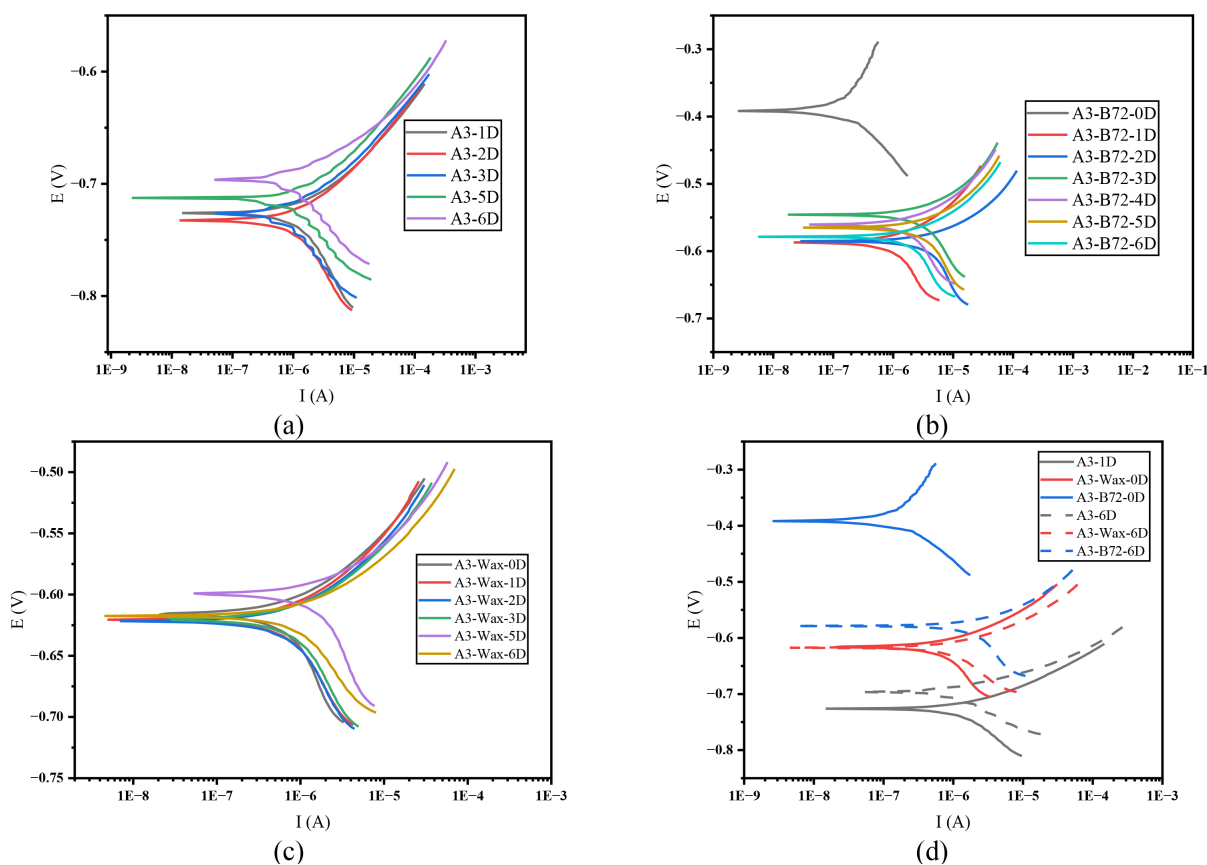 −0.6
−0.7
−0.8
E (V)
A3-1D
A3-2D
A3-3D
A3-5D
A3-6D
1E-9 1E-8 1E-7 1E-6 1E-5 1E-4 1E-3
I (A)
(a)
−0.3
−0.4
−0.5
−0.6
−0.7
E (V)
A3-B72-0D
A3-B72-1D
A3-B72-2D
A3-B72-3D
A3-B72-4D
A3-B72-5D
A3-B72-6D
1E-9 1E-8 1E-7 1E-6 1E-5 1E-4 1E-3 1E-2 1E-1
I (A)
(b)
−0.50
−0.55
−0.60
−0.65
−0.70
−0.75
E (V)
A3-Wax-0D
A3-Wax-1D
A3-Wax-2D
A3-Wax-3D
A3-Wax-5D
A3-Wax-6D
1E-8 1E-7 1E-6 1E-5 1E-4 1E-3
I (A)
(c)
−0.3
−0.4
−0.5
−0.6
−0.7
−0.8
E (V)
A3-1D
A3-Wax-0D
A3-B72-0D
A3-6D
A3-Wax-6D
A3-B72-6D
1E-9 1E-8 1E-7 1E-6 1E-5 1E-4 1E-3
I (A)
(d)